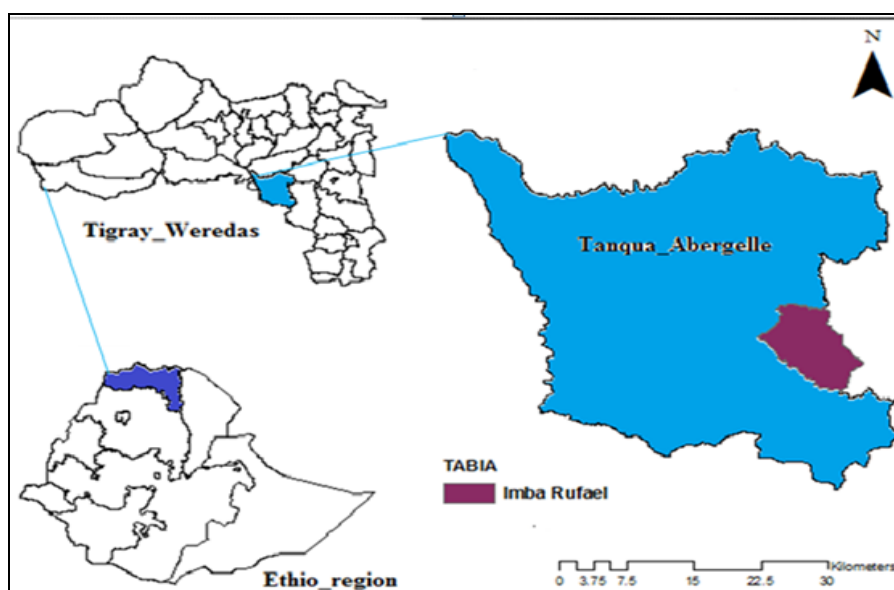 N
Tigray_Weredas
Tanqua_Abergelle
TABIA
Imba Rufael
Ethio_region
Kilometers
0 3.75 7.5 15 22.5 30